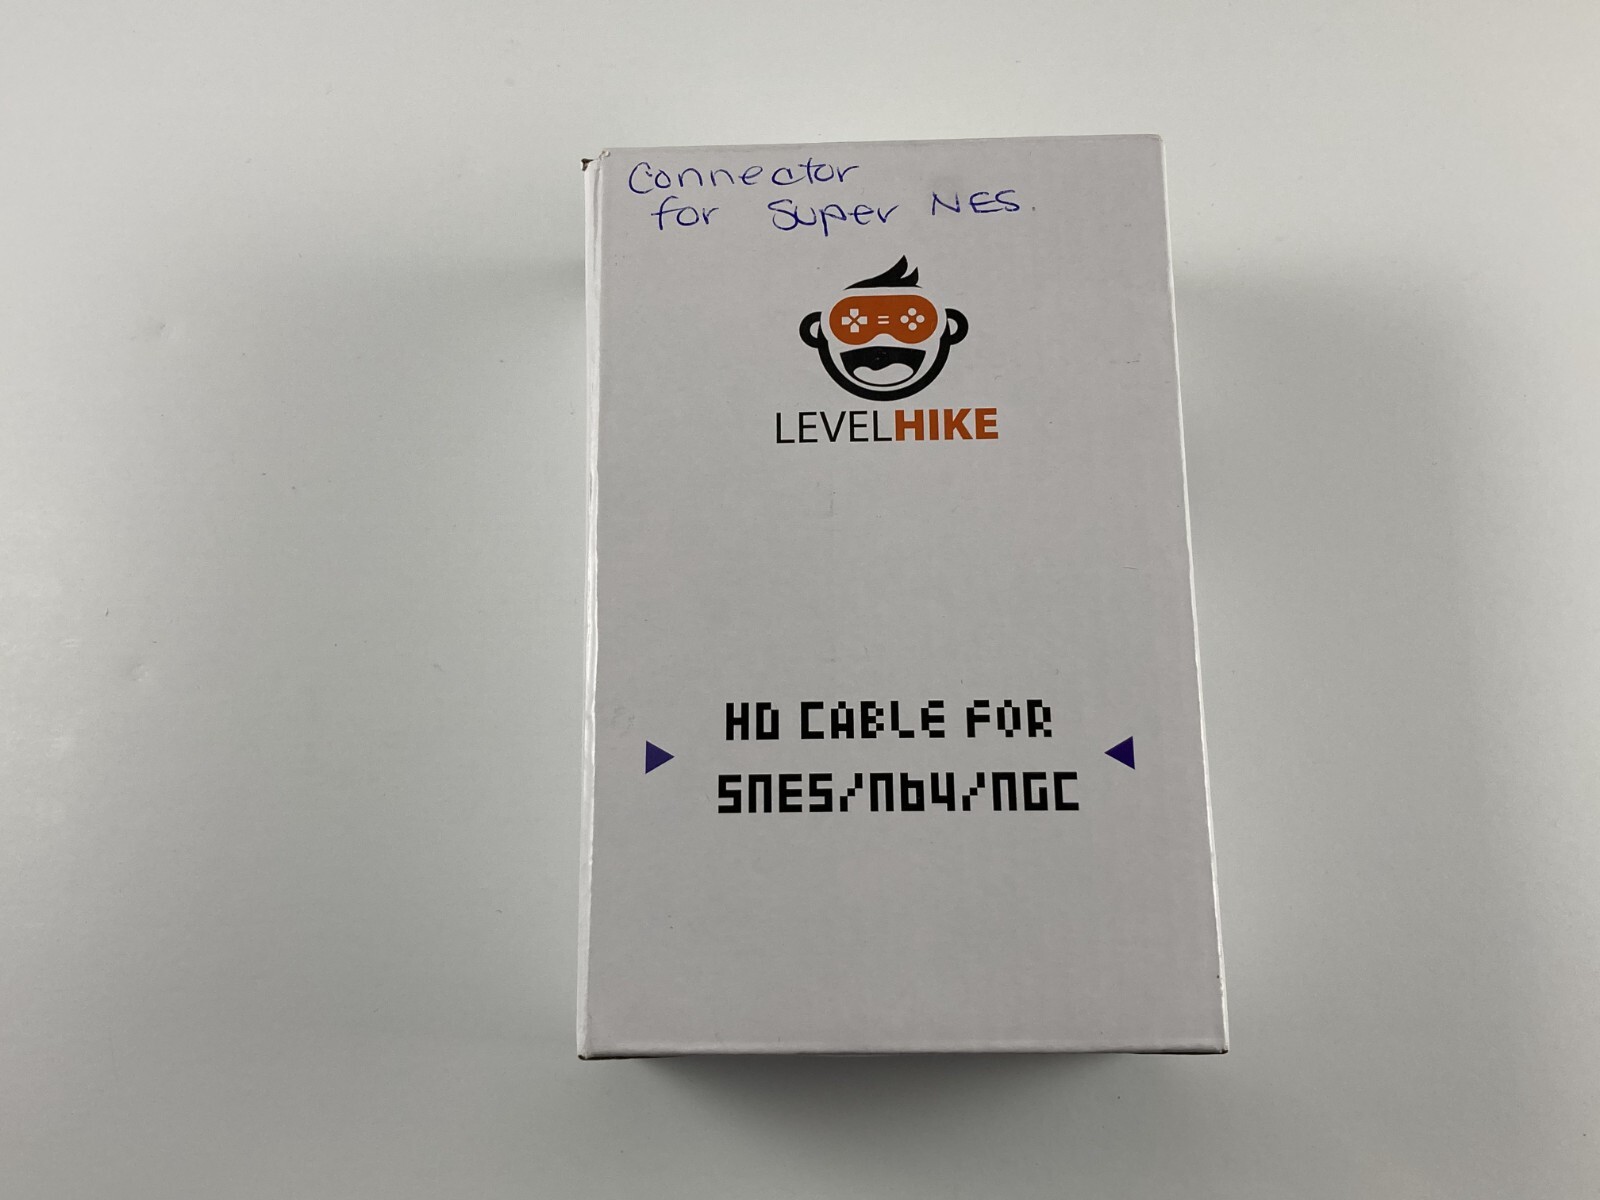 Connector
for Super NES.
LEVELHIKE
HD CABLE FOR
SNES/N64/NGC